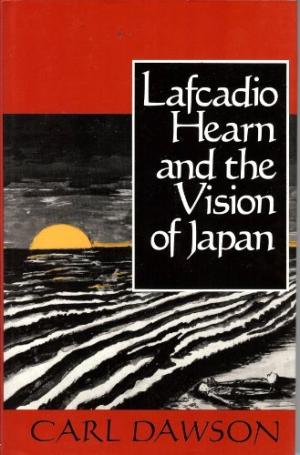 Lafcadio
Hearn
and the
Vision
of Japan
CARL DAWSON